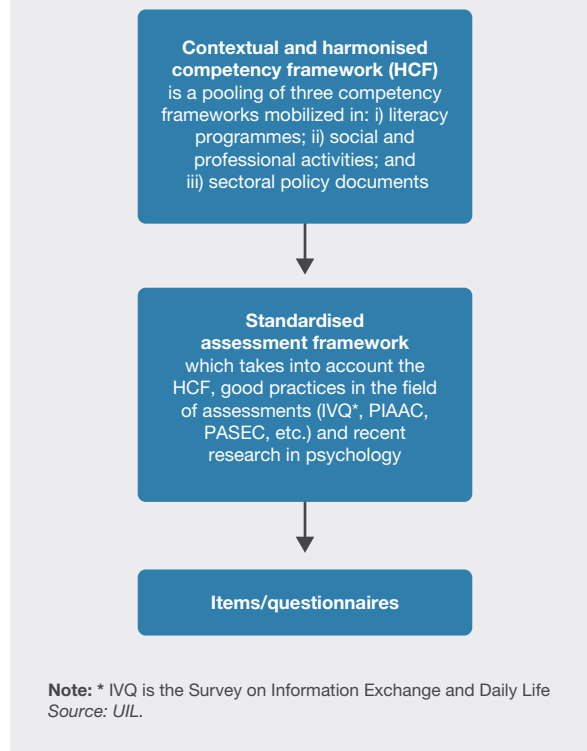 Contextual and harmonised
competency framework (HCF)
is a pooling of three competency
frameworks mobilized in: i) literacy
programmes; ii) social and
professional activities; and
iii) sectoral policy documents
Standardised
assessment framework
which takes into account the
HCF, good practices in the field
of assessments (IVQ*, PIAAC,
PASEC, etc.) and recent
research in psychology
Items/questionnaires
Note: * IVQ is the Survey on Information Exchange and Daily Life
Source: UIL.